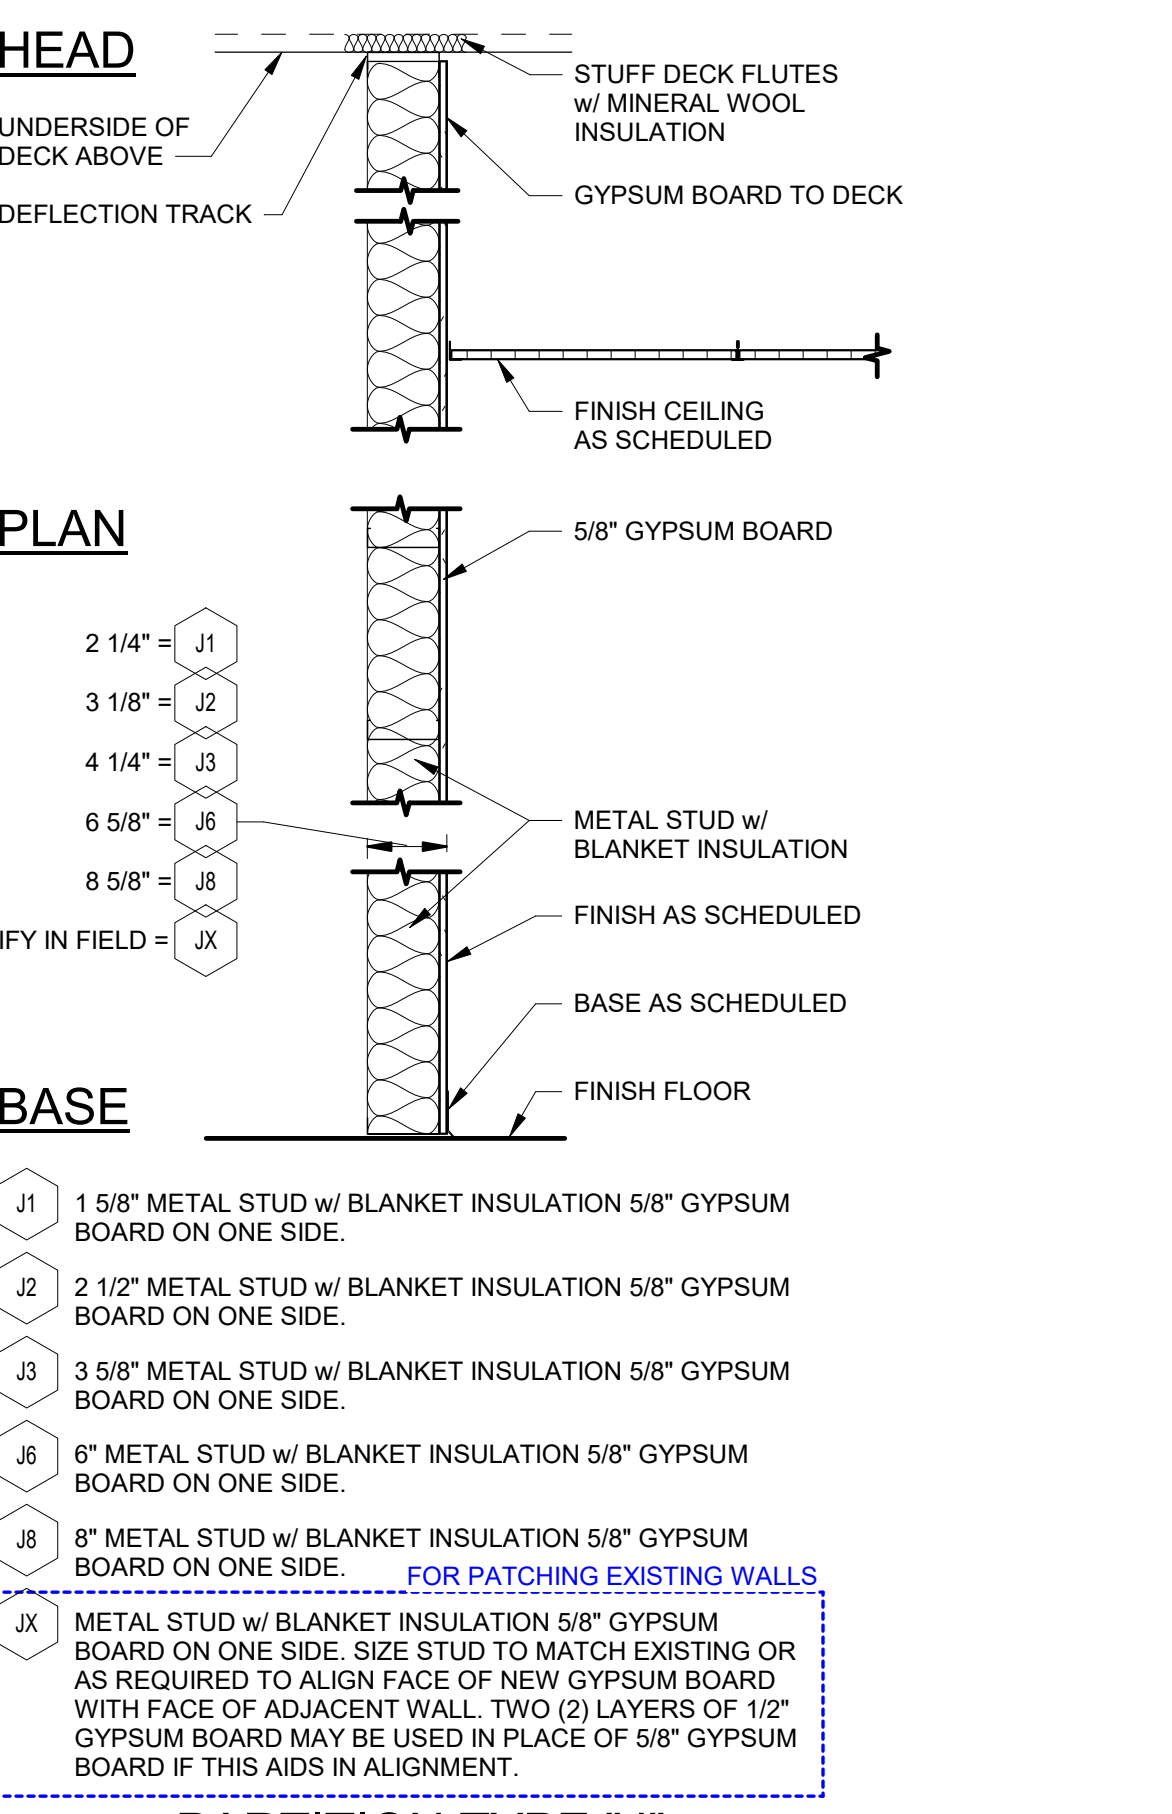 HEAD
STUFF DECK FLUTES
w/ MINERAL WOOL
INSULATION
UNDERSIDE OF
DECK ABOVE
GYPSUM BOARD TO DECK
DEFLECTION TRACK
FINISH CEILING
AS SCHEDULED
PLAN
5/8" GYPSUM BOARD
2 1/4" = J1
3 1/8" = J2
4 1/4" = J3
6 5/8" = J6
8 5/8" = J8
IFY IN FIELD = JX
METAL STUD w/
BLANKET INSULATION
FINISH AS SCHEDULED
BASE AS SCHEDULED
FINISH FLOOR
BASE
J1 1 5/8" METAL STUD w/ BLANKET INSULATION 5/8" GYPSUM
BOARD ON ONE SIDE.
J2 2 1/2" METAL STUD w/ BLANKET INSULATION 5/8" GYPSUM
BOARD ON ONE SIDE.
J3 3 5/8" METAL STUD w/ BLANKET INSULATION 5/8" GYPSUM
BOARD ON ONE SIDE.
J6 6" METAL STUD w/ BLANKET INSULATION 5/8" GYPSUM
BOARD ON ONE SIDE.
J8 8" METAL STUD w/ BLANKET INSULATION 5/8" GYPSUM
BOARD ON ONE SIDE.
FOR PATCHING EXISTING WALLS
JX METAL STUD w/ BLANKET INSULATION 5/8" GYPSUM
BOARD ON ONE SIDE. SIZE STUD TO MATCH EXISTING OR
AS REQUIRED TO ALIGN FACE OF NEW GYPSUM BOARD
WITH FACE OF ADJACENT WALL. TWO (2) LAYERS OF 1/2"
GYPSUM BOARD MAY BE USED IN PLACE OF 5/8" GYPSUM
BOARD IF THIS AIDS IN ALIGNMENT.
PARTITION TYPE